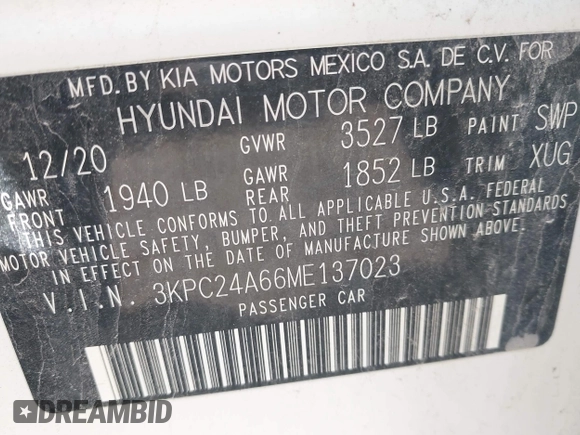 MFD.BY KIA MOTORS MEXICO S.A. DE C.V. FOR
HYUNDAI MOTOR COMPANY
12/20 GVWR 3527 LB PAINT SWP
GAWR FRONT 1940 LB GAWR REAR 1852 LB TRIM XUG
THIS VEHICLE CONFORMS TO ALL APPLICABLE U.S.A. FEDERAL
MOTOR VEHICLE SAFETY, BUMPER, AND THEFT PREVENTION STANDARDS
IN EFFECT ON THE DATE OF MANUFACTURE SHOWN ABOVE.
V.I.N. 3KPC24A66ME137023
PASSENGER CAR
DREAMBID